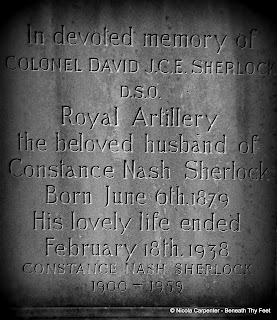 In devoted memory of
COLONEL DAVID J.C.E. SHERLOCK
D.S.O.
Royal Artillery
the beloved husband of
Constance Nash Sherlock
Born June 6th.1879
His lovely life ended
February 18th.1938
CONSTANCE NASH SHERLOCK
1900 – 1959
© Nicola Carpenter - Beneath Thy Feet